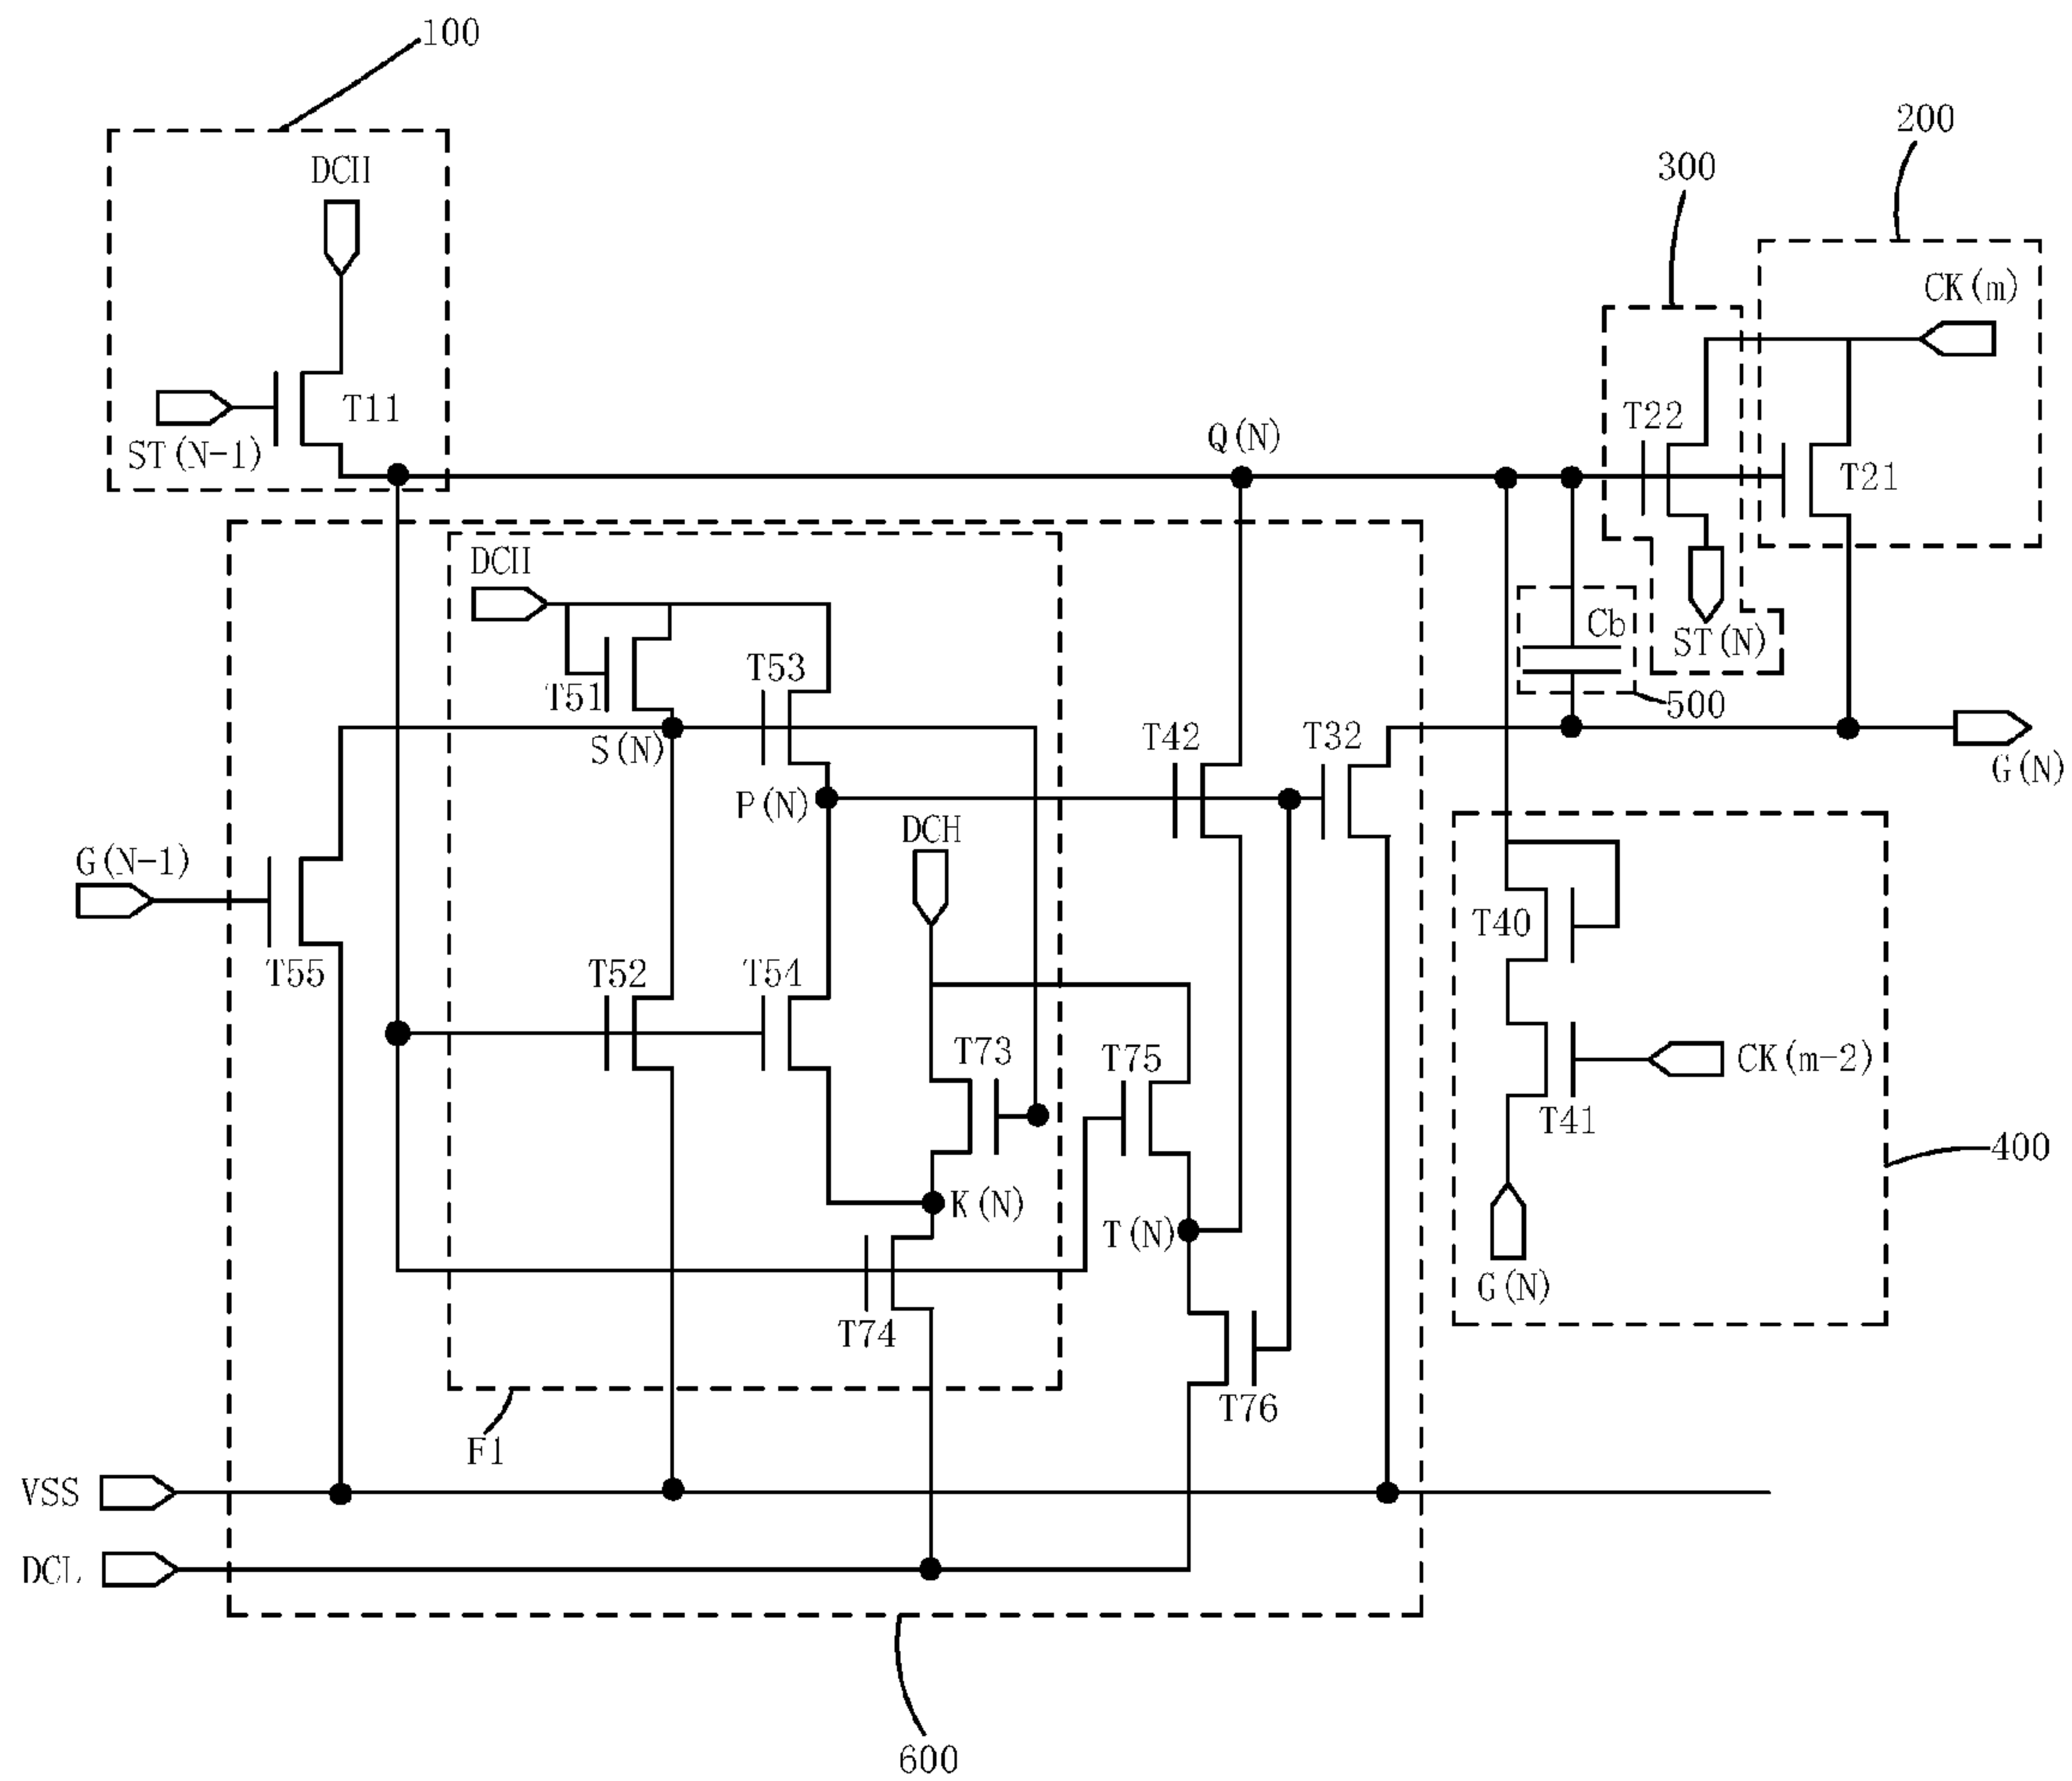 100
200
DCH
300
CK(m)
T11
T22
ST(N-1)
Q(N)
T21
DCH
Cb
ST(N)
T53
T51
500
T42
T32
S(N)
G(N)
P(N)
DCH
G(N-1)
T40
T55
T52
T54
T73
T75
CK(m-2)
T41
400
K(N)
T(N)
G(N)
T74
T76
F1
VSS
DCL
600